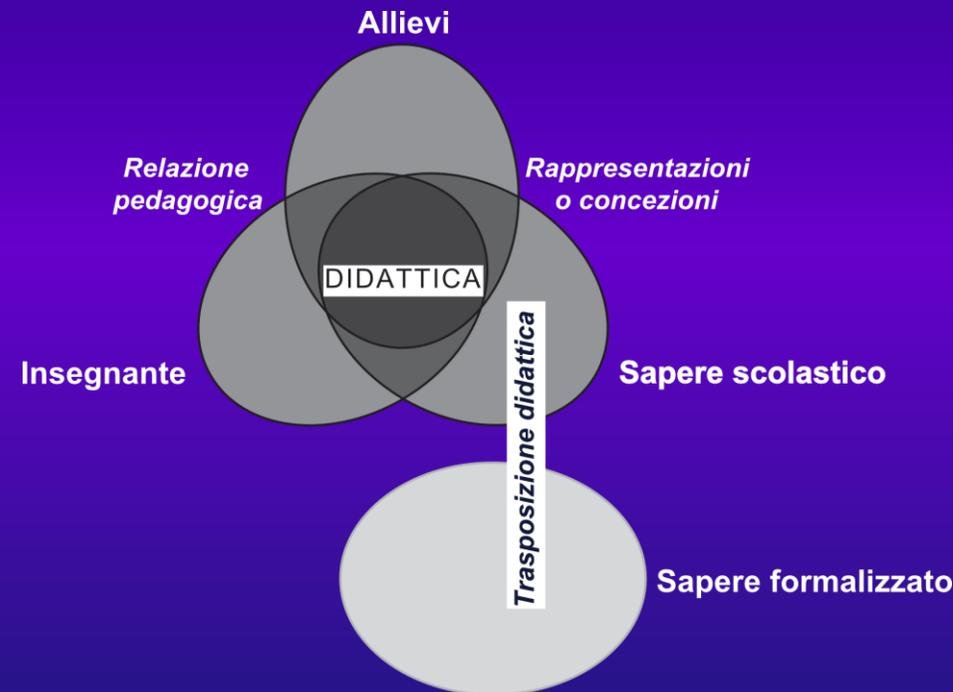 Allievi
Relazione
pedagogica
Rappresentazioni
o concezioni
DIDATTICA
Insegnante
Sapere scolastico
Trasposizione didattica
Sapere formalizzato